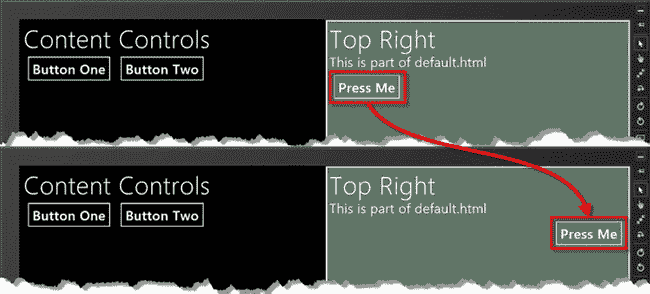 Content Controls
Button One Button Two
Top Right
This is part of default.html
Press Me
Content Controls
Button One Button Two
Top Right
This is part of default.html
Press Me